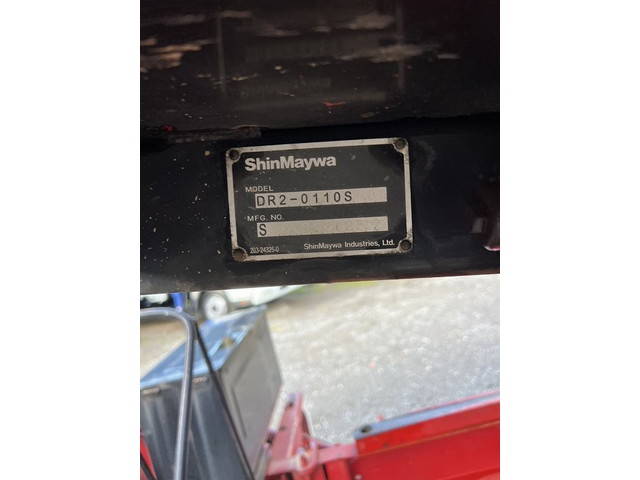 ShinMaywa
MODEL
DR2-0110S
MFG. NO.
S
ShinMaywa Industries, Ltd.